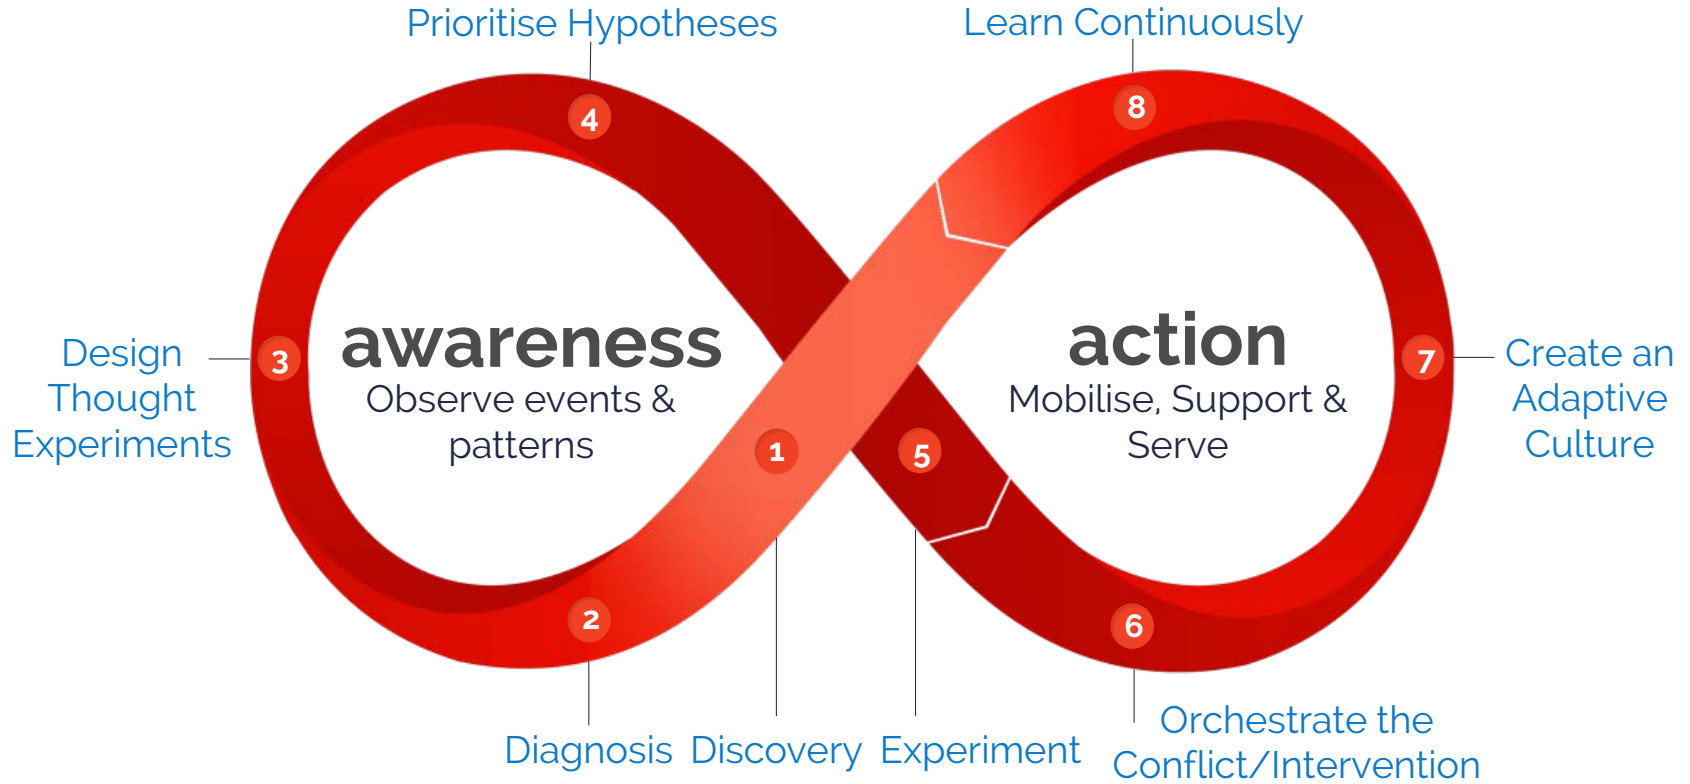 Prioritise Hypotheses
Learn Continuously
4
8
awareness
Observe events &
patterns
action
Mobilise, Support &
Serve
Design
Thought
Experiments
3
7
Create an
Adaptive
Culture
1
5
2
6
Diagnosis
Discovery
Experiment
Orchestrate the
Conflict/Intervention